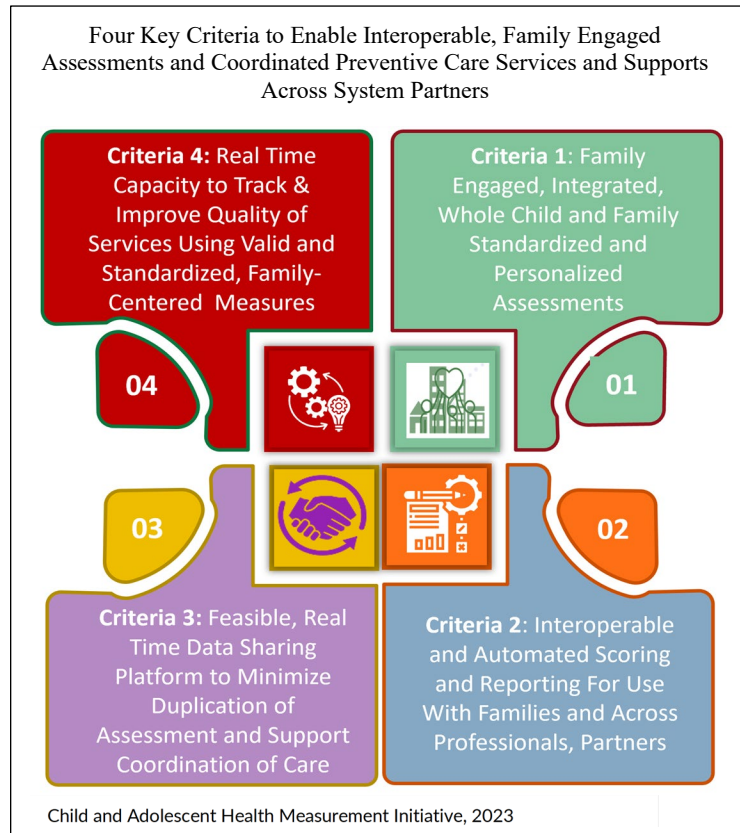 Four Key Criteria to Enable Interoperable, Family Engaged
Assessments and Coordinated Preventive Care Services and Supports
Across System Partners
Criteria 4: Real Time
Capacity to Track &
Improve Quality of
Services Using Valid and
Standardized, Family-
Centered Measures
04
Criteria 1: Family
Engaged, Integrated,
Whole Child and Family
Standardized and
Personalized
Assessments
01
03
Criteria 3: Feasible, Real
Time Data Sharing
Platform to Minimize
Duplication of
Assessment and Support
Coordination of Care
02
Criteria 2: Interoperable
and Automated Scoring
and Reporting For Use
With Families and Across
Professionals, Partners
Child and Adolescent Health Measurement Initiative, 2023